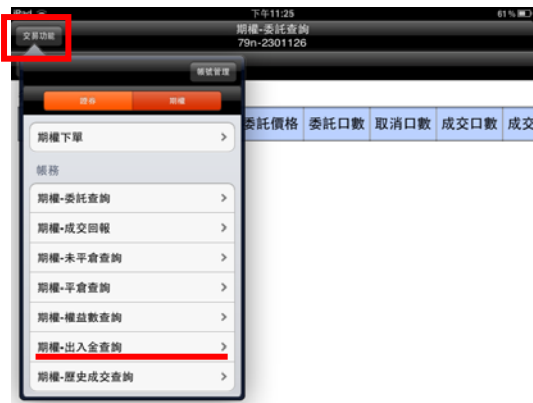 iPad
下午11:25
61%
交易功能
期權-委託查詢
79n-2301126
帳號管理
證券
期權
委託價格 委託口數 取消口數 成交口數 成交
期權下單
帳務
期權-委託查詢
期權-成交回報
期權-未平倉查詢
期權-平倉查詢
期權-權益數查詢
期權-出入金查詢
期權-歷史成交查詢